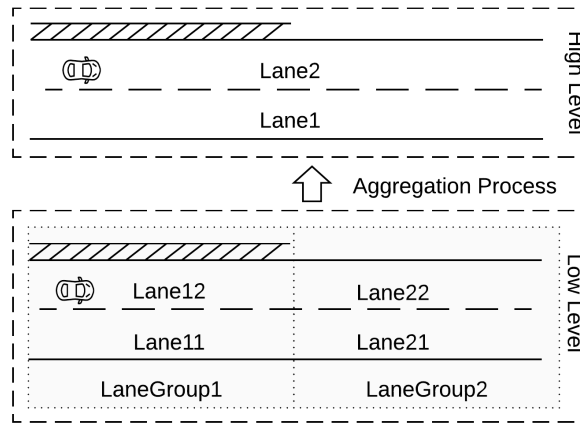 Lane2
High Level
Lane1
Aggregation Process
Lane12
Lane22
Low Level
Lane11
Lane21
LaneGroup1
LaneGroup2